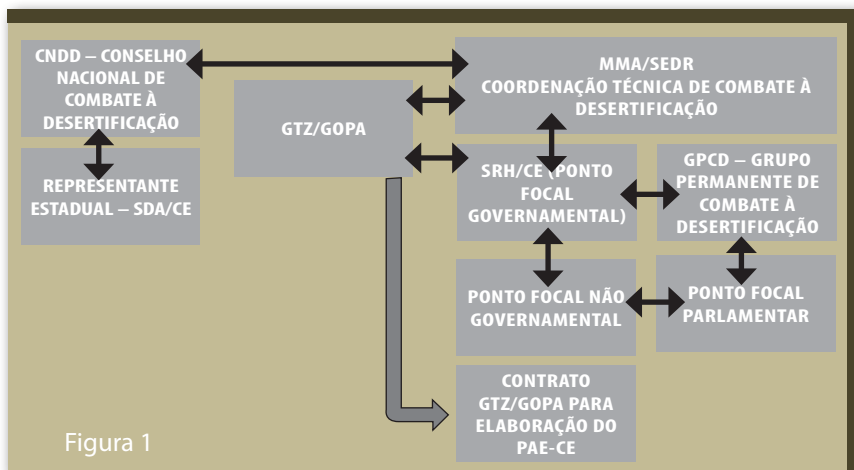 CNDD – CONSELHO
NACIONAL DE
COMBATE À
DESERTIFICAÇÃO
REPRESENTANTE
ESTADUAL – SDA/CE
GTZ/GOPA
MMA/SEDR
COORDENAÇÃO TÉCNICA DE COMBATE À
DESERTIFICAÇÃO
SRH/CE (PONTO
FOCAL
GOVERNAMENTAL)
GPCD – GRUPO
PERMANENTE DE
COMBATE À
DESERTIFICAÇÃO
PONTO FOCAL NÃO
GOVERNAMENTAL
PONTO FOCAL
PARLAMENTAR
CONTRATO
GTZ/GOPA PARA
ELABORAÇÃO DO
PAE-CE
Figura 1